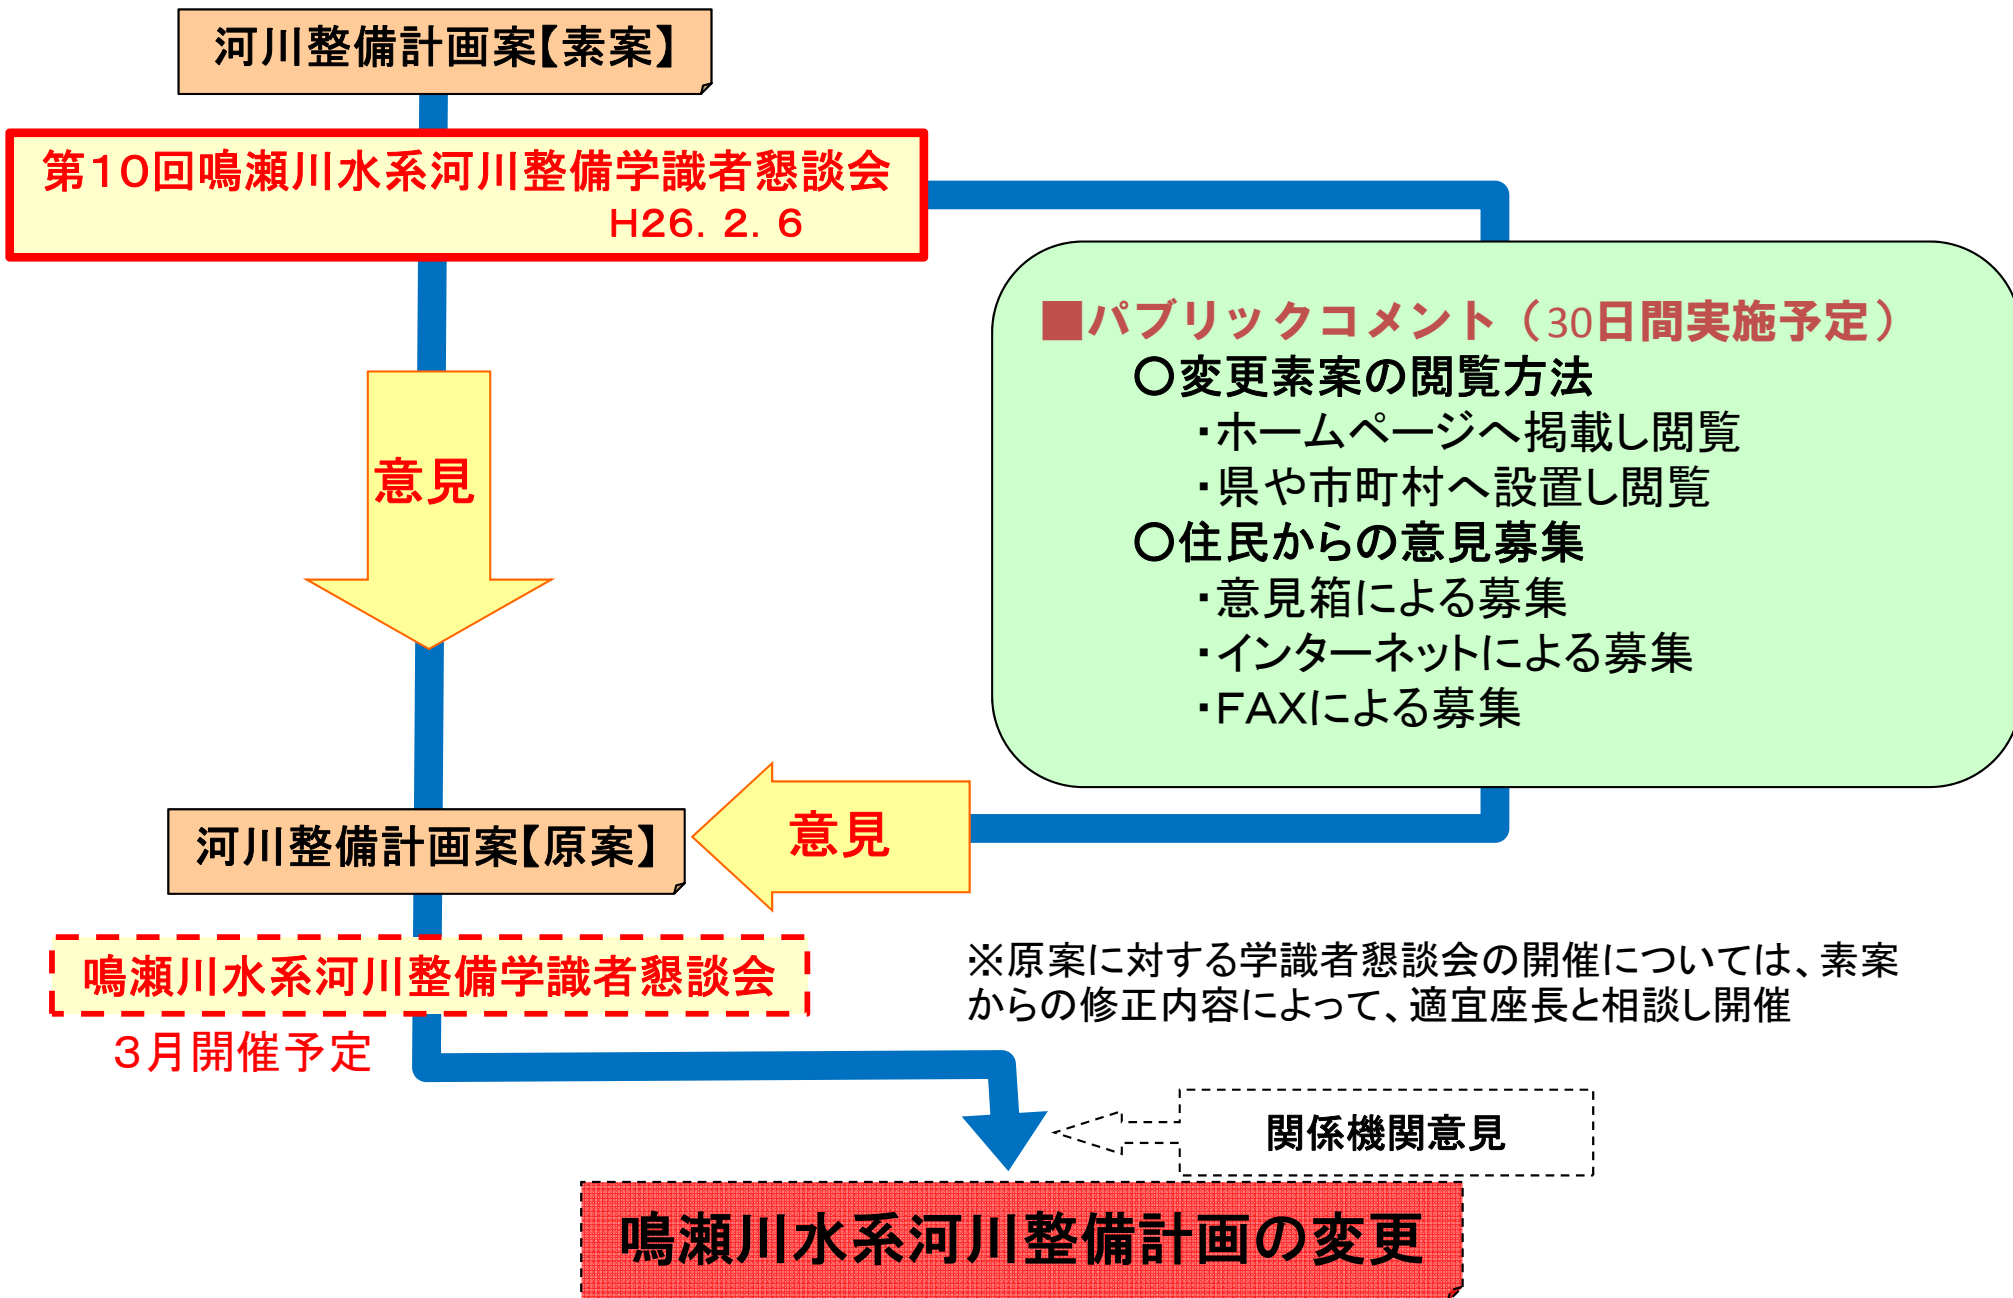 河川整備計画案【素案】
第１０回鳴瀬川水系河川整備学識者懇談会
H26．２．６
■パブリックコメント（30日間実施予定）
○変更素案の閲覧方法
・ホームページへ掲載し閲覧
・県や市町村へ設置し閲覧
○住民からの意見募集
・意見箱による募集
・インターネットによる募集
・FAXによる募集
意見
意見
河川整備計画案【原案】
鳴瀬川水系河川整備学識者懇談会
３月開催予定
※原案に対する学識者懇談会の開催については、素案
からの修正内容によって、適宜座長と相談し開催
関係機関意見
鳴瀬川水系河川整備計画の変更